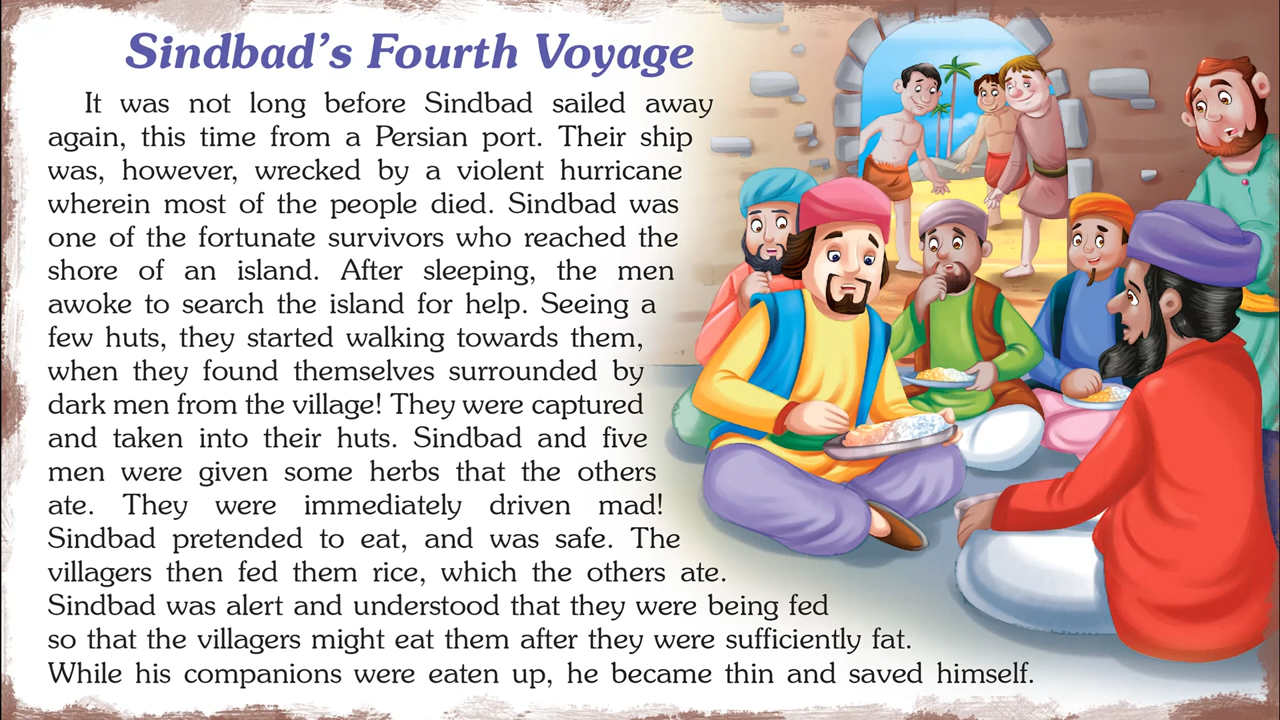 Sindbad's Fourth Voyage
It was not long before Sindbad sailed away
again, this time from a Persian port. Their ship
was, however, wrecked by a violent hurricane
wherein most of the people died. Sindbad was
one of the fortunate survivors who reached the
shore of an island. After sleeping, the men
awoke to search the island for help. Seeing a
few huts, they started walking towards them,
when they found themselves surrounded by
dark men from the village! They were captured
and taken into their huts. Sindbad and five
men were given some herbs that the others
ate. They were immediately driven mad!
Sindbad pretended to eat, and was safe. The
villagers then fed them rice, which the others ate.
Sindbad was alert and understood that they were being fed
so that the villagers might eat them after they were sufficiently fat.
While his companions were eaten up, he became thin and saved himself.